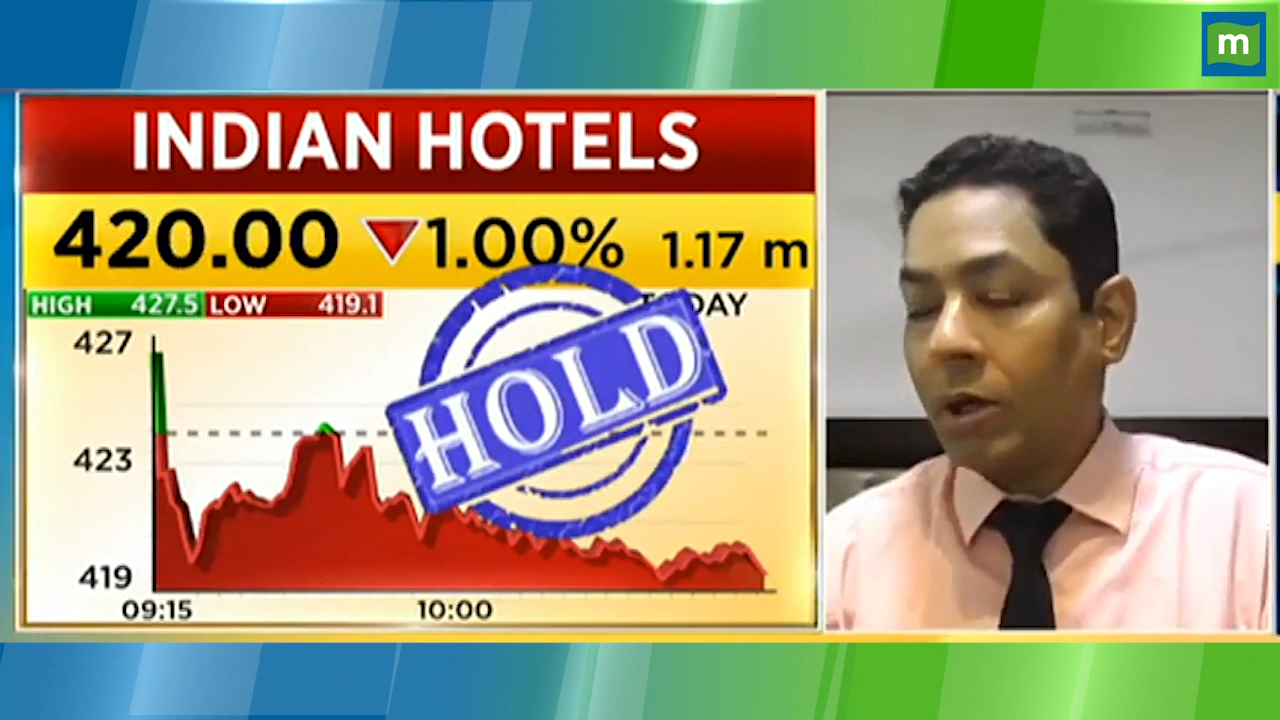 m
INDIAN HOTELS
420.00 ▼1.00% 1.17 m
HIGH 427.5 LOW 419.1
427
423
419
09:15 10:00
HOLD